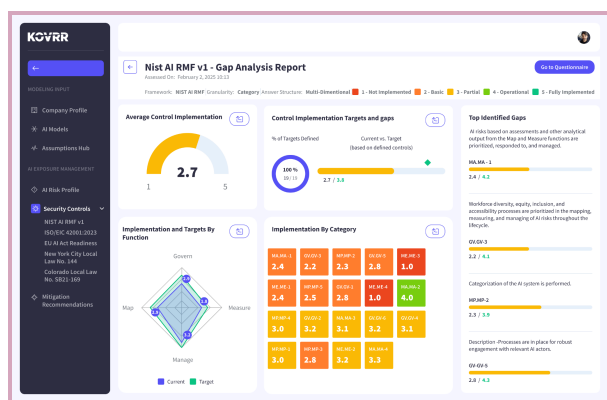 KOVRR
←
MODELING INPUT
Company Profile
AI Models
Assumptions Hub
AI EXPOSURE MANAGEMENT
AI Risk Profile
Security Controls
NIST AI RMF v1
ISO/EIC 42001:2023
EU AI Act Readiness
New York City Local
Law No. 144
Colorado Local Law
No. SB21-169
Mitigation
Recommendations
←
Nist AI RMF v1 - Gap Analysis Report
Assessed On: February 2, 2025 10:13
Go to Questionnaire
Framework: NIST AI RMF Granularity: Category Answer Structure: Multi-Dimentional 1 - Not Implemented 2 - Basic 3 - Partial 4 - Operational 5 - Fully Implemented
Average Control Implementation
2.7
1 5
Control Implementation Targets and gaps
% of Targets Defined
Current vs. Target
(based on defined controls)
100 %
19 / 19
2.7 / 3.8
Top Identified Gaps
AI risks based on assessments and other analytical
output from the Map and Measure functions are
prioritized, responded to, and managed.
MA.MA - 1
2.4 / 4.2
Workforce diversity, equity, inclusion, and
accessibility processes are prioritized in the mapping,
measuring, and managing of AI risks throughout the
lifecycle.
GV.GV-3
2.2 / 4.1
Categorization of the AI system is performed.
MP.MP-2
2.3 / 3.9
Description -Processes are in place for robust
engagement with relevant AI actors.
GV-GV-5
2.8 / 4.3
Implementation and Targets By
Function
Govern
Map
Measure
Manage
Current Target
Implementation By Category
MA.MA -1 GV.GV-3 MP.MP-2 GV.GV-5 ME.ME-3
2.4 2.2 2.3 2.8 1.0
ME.ME-1 MP.MP-5 GV.GV-1 ME.ME-4 MA.MA-2
2.4 2.5 2.8 1.0 4.0
MP.MP-4 GV.GV-2 MA.MA-3 GV.GV-6 GV.GV-4
3.0 3.2 3.1 3.2 3.1
MP.MP-1 MP.MP-3 ME.ME-2 MA.MA-4
3.0 2.8 3.2 3.3